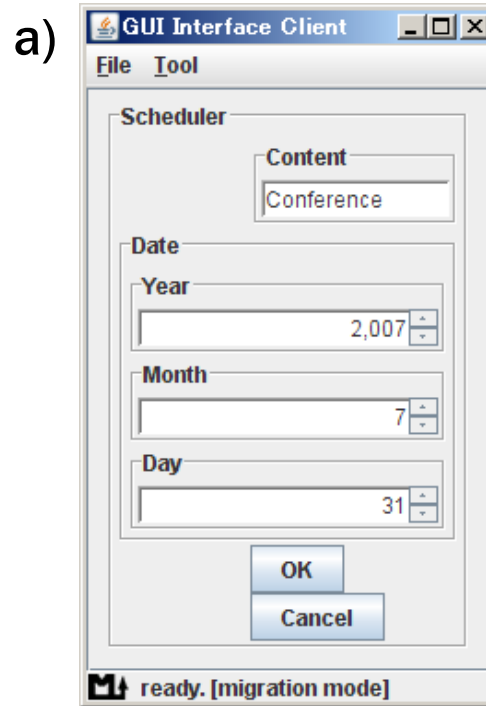 a)
GUI Interface Client
File Tool
Scheduler
Content
Conference
Date
Year
2,007
Month
7
Day
31
OK
Cancel
ready. [migration mode]